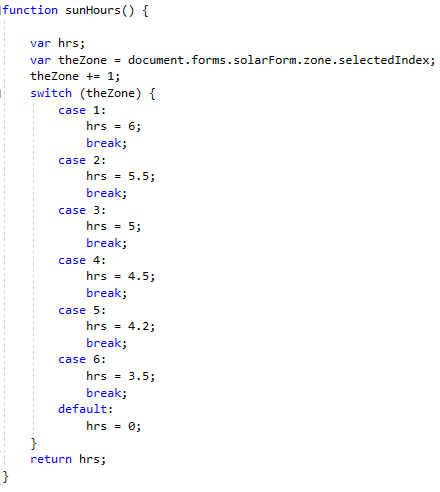 function sunHours() {
var hrs;
var theZone = document.forms.solarForm.zone.selectedIndex;
theZone += 1;
switch (theZone) {
case 1:
hrs = 6;
break;
case 2:
hrs = 5.5;
break;
case 3:
hrs = 5;
break;
case 4:
hrs = 4.5;
break;
case 5:
hrs = 4.2;
break;
case 6:
hrs = 3.5;
break;
default:
hrs = 0;
}
return hrs;
}